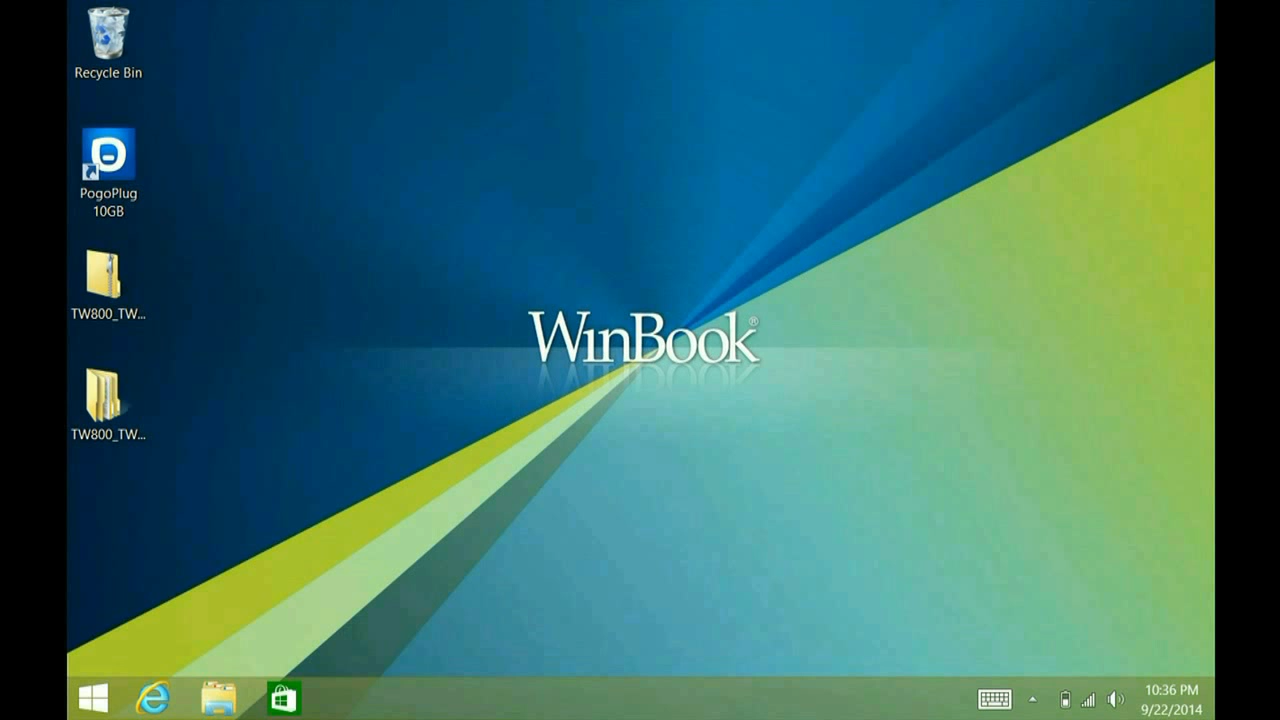 Recycle Bin
PogoPlug
10GB
TW800_TW...
TW800_TW...
WinBook®
10:36 PM
9/22/2014